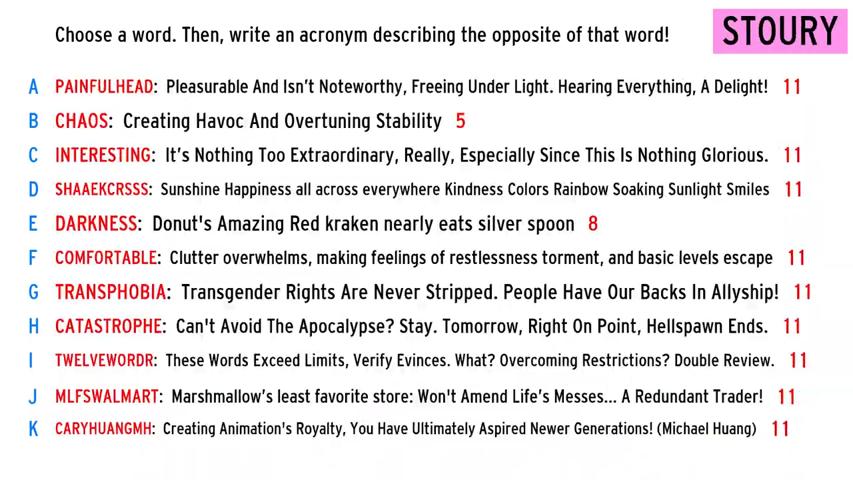 Choose a word. Then, write an acronym describing the opposite of that word!
STOURY
A PAINFULHEAD: Pleasurable And Isn't Noteworthy, Freeing Under Light. Hearing Everything, A Delight! 11
B CHAOS: Creating Havoc And Overtuning Stability 5
C INTERESTING: It's Nothing Too Extraordinary, Really, Especially Since This Is Nothing Glorious. 11
D SHAAEKCRSSS: Sunshine Happiness all across everywhere Kindness Colors Rainbow Soaking Sunlight Smiles 11
E DARKNESS: Donut's Amazing Red kraken nearly eats silver spoon 8
F COMFORTABLE: Clutter overwhelms, making feelings of restlessness torment, and basic levels escape 11
G TRANSPHOBIA: Transgender Rights Are Never Stripped. People Have Our Backs In Allyship! 11
H CATASTROPHE: Can't Avoid The Apocalypse? Stay. Tomorrow, Right On Point, Hellspawn Ends. 11
I TWELVEWORDR: These Words Exceed Limits, Verify Evinces. What? Overcoming Restrictions? Double Review. 11
J MLFSWALMART: Marshmallow's least favorite store: Won't Amend Life's Messes... A Redundant Trader! 11
K CARYHUANGMH: Creating Animation's Royalty, You Have Ultimately Aspired Newer Generations! (Michael Huang) 11